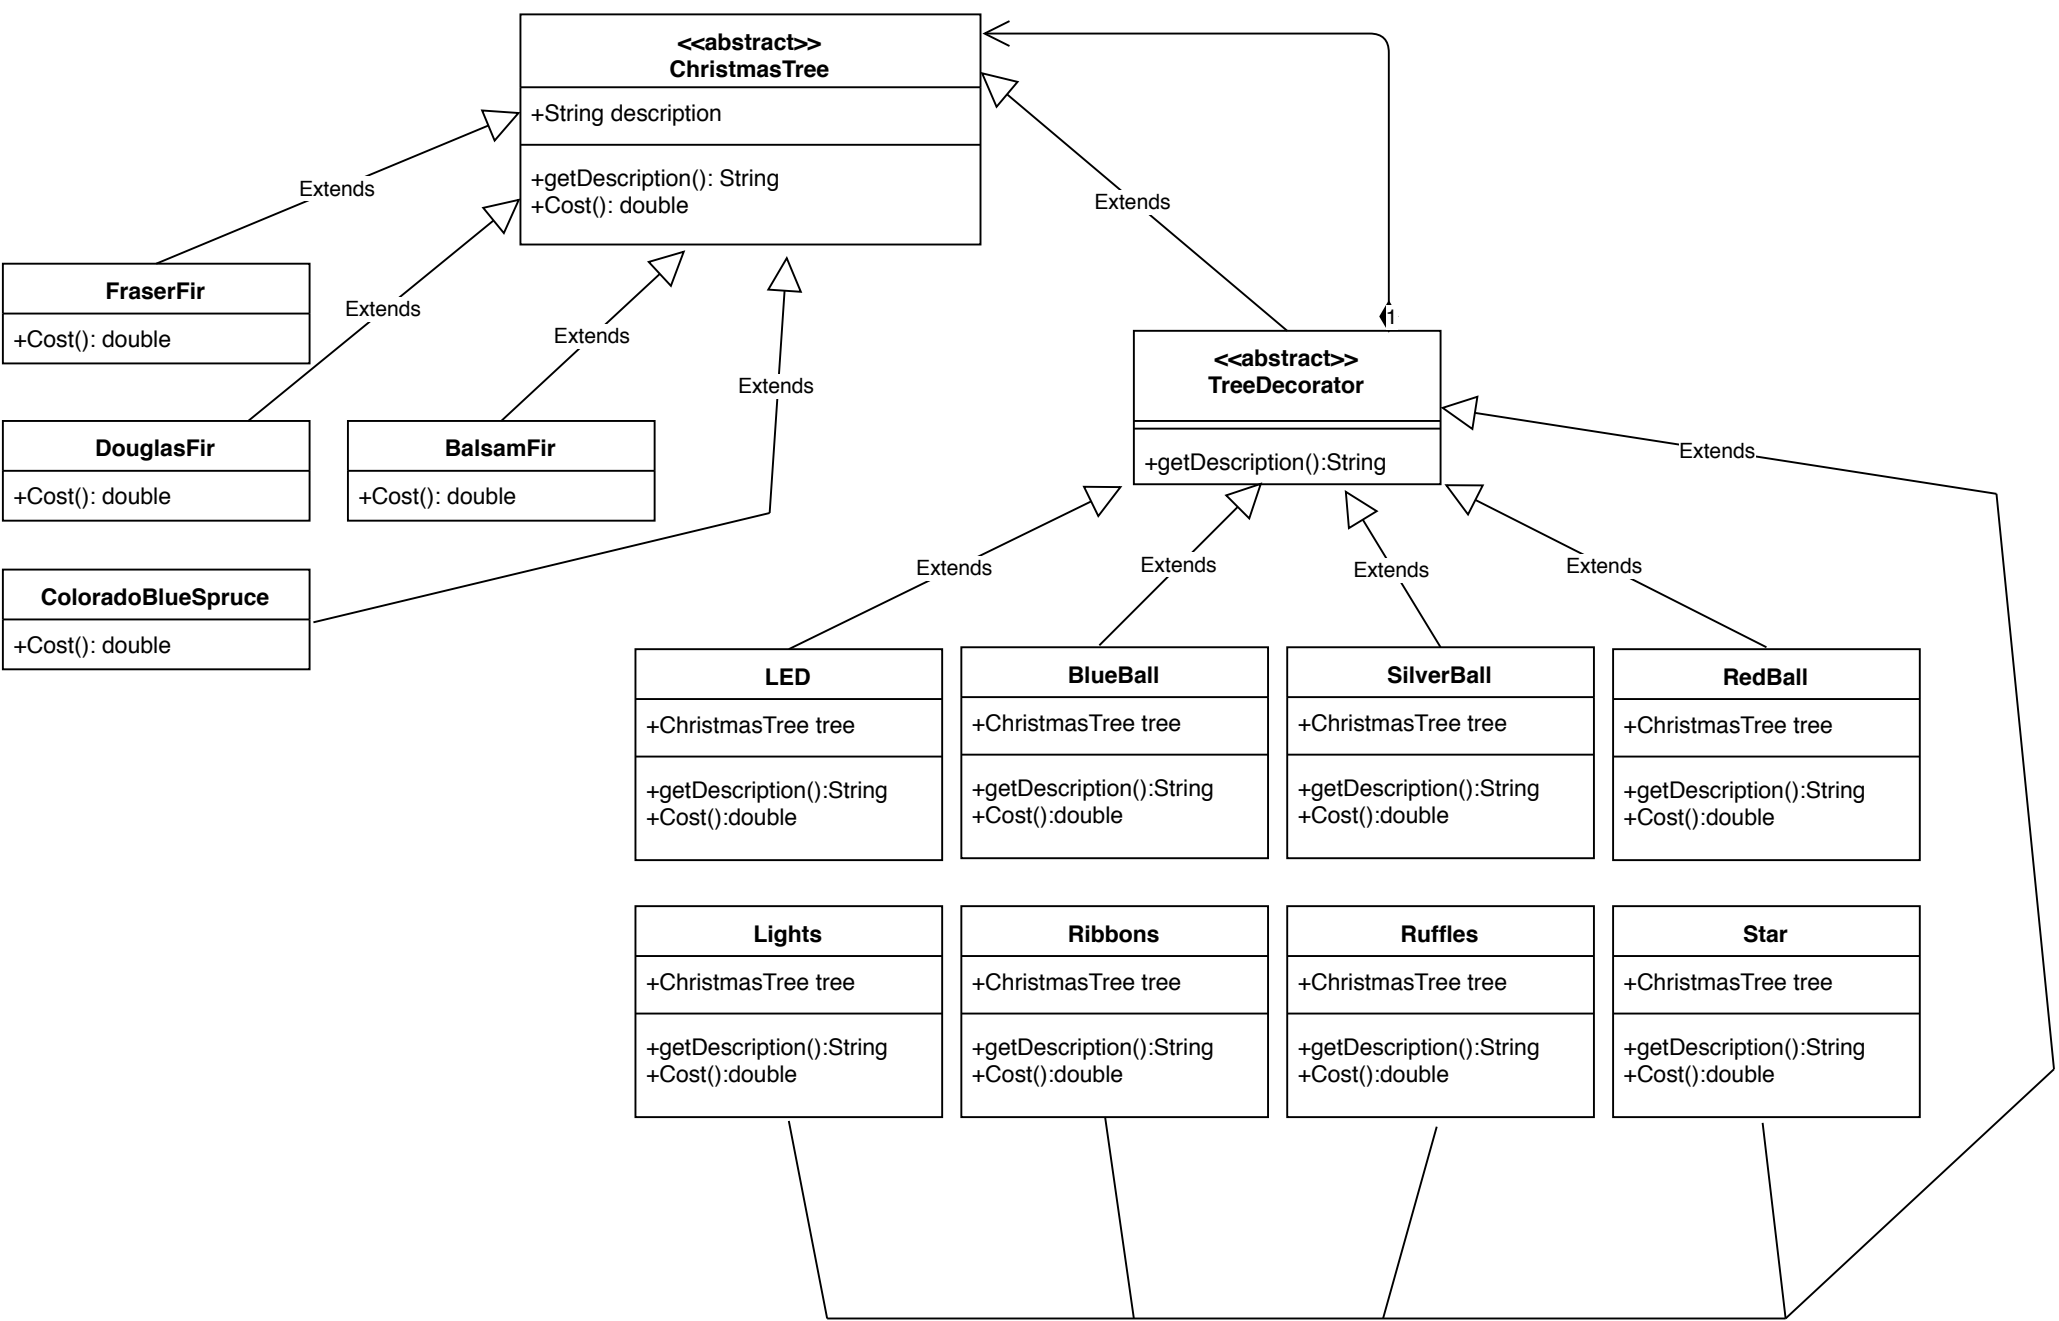 <<abstract>>
ChristmasTree
+String description
+getDescription(): String
+Cost(): double
Extends
Extends
Extends
Extends
Extends
FraserFir
+Cost(): double
DouglasFir
+Cost(): double
BalsamFir
+Cost(): double
ColoradoBlueSpruce
+Cost(): double
1
<<abstract>>
TreeDecorator
+getDescription():String
Extends
Extends
Extends
Extends
Extends
LED
+ChristmasTree tree
+getDescription():String
+Cost():double
BlueBall
+ChristmasTree tree
+getDescription():String
+Cost():double
SilverBall
+ChristmasTree tree
+getDescription():String
+Cost():double
RedBall
+ChristmasTree tree
+getDescription():String
+Cost():double
Lights
+ChristmasTree tree
+getDescription():String
+Cost():double
Ribbons
+ChristmasTree tree
+getDescription():String
+Cost():double
Ruffles
+ChristmasTree tree
+getDescription():String
+Cost():double
Star
+ChristmasTree tree
+getDescription():String
+Cost():double